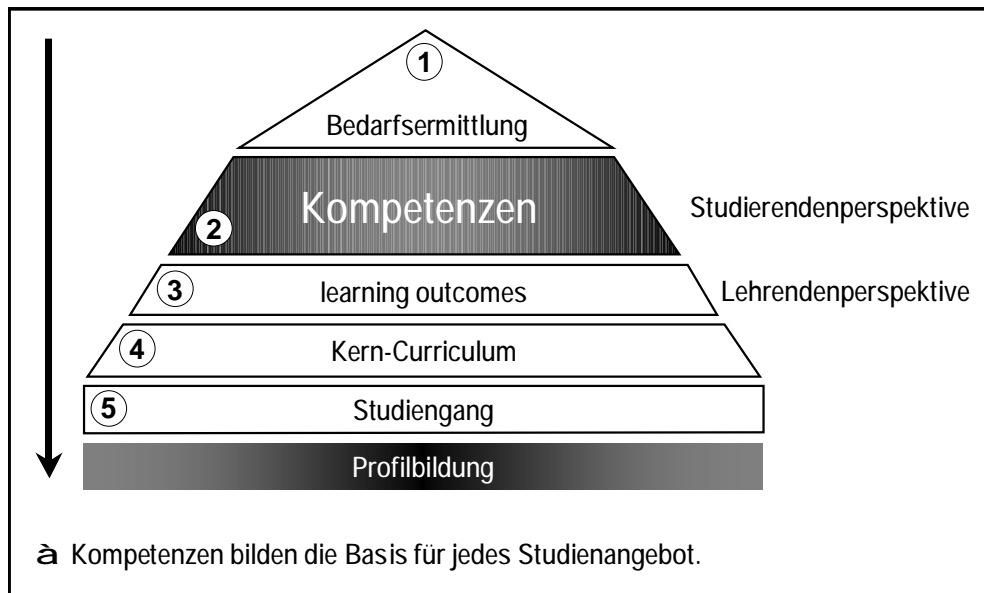 1
Bedarfsermittlung
Kompetenzen
Studierendenperspektive
2
3
learning outcomes
Lehrendenperspektive
4
Kern-Curriculum
5
Studiengang
Profilbildung
à Kompetenzen bilden die Basis für jedes Studienangebot.